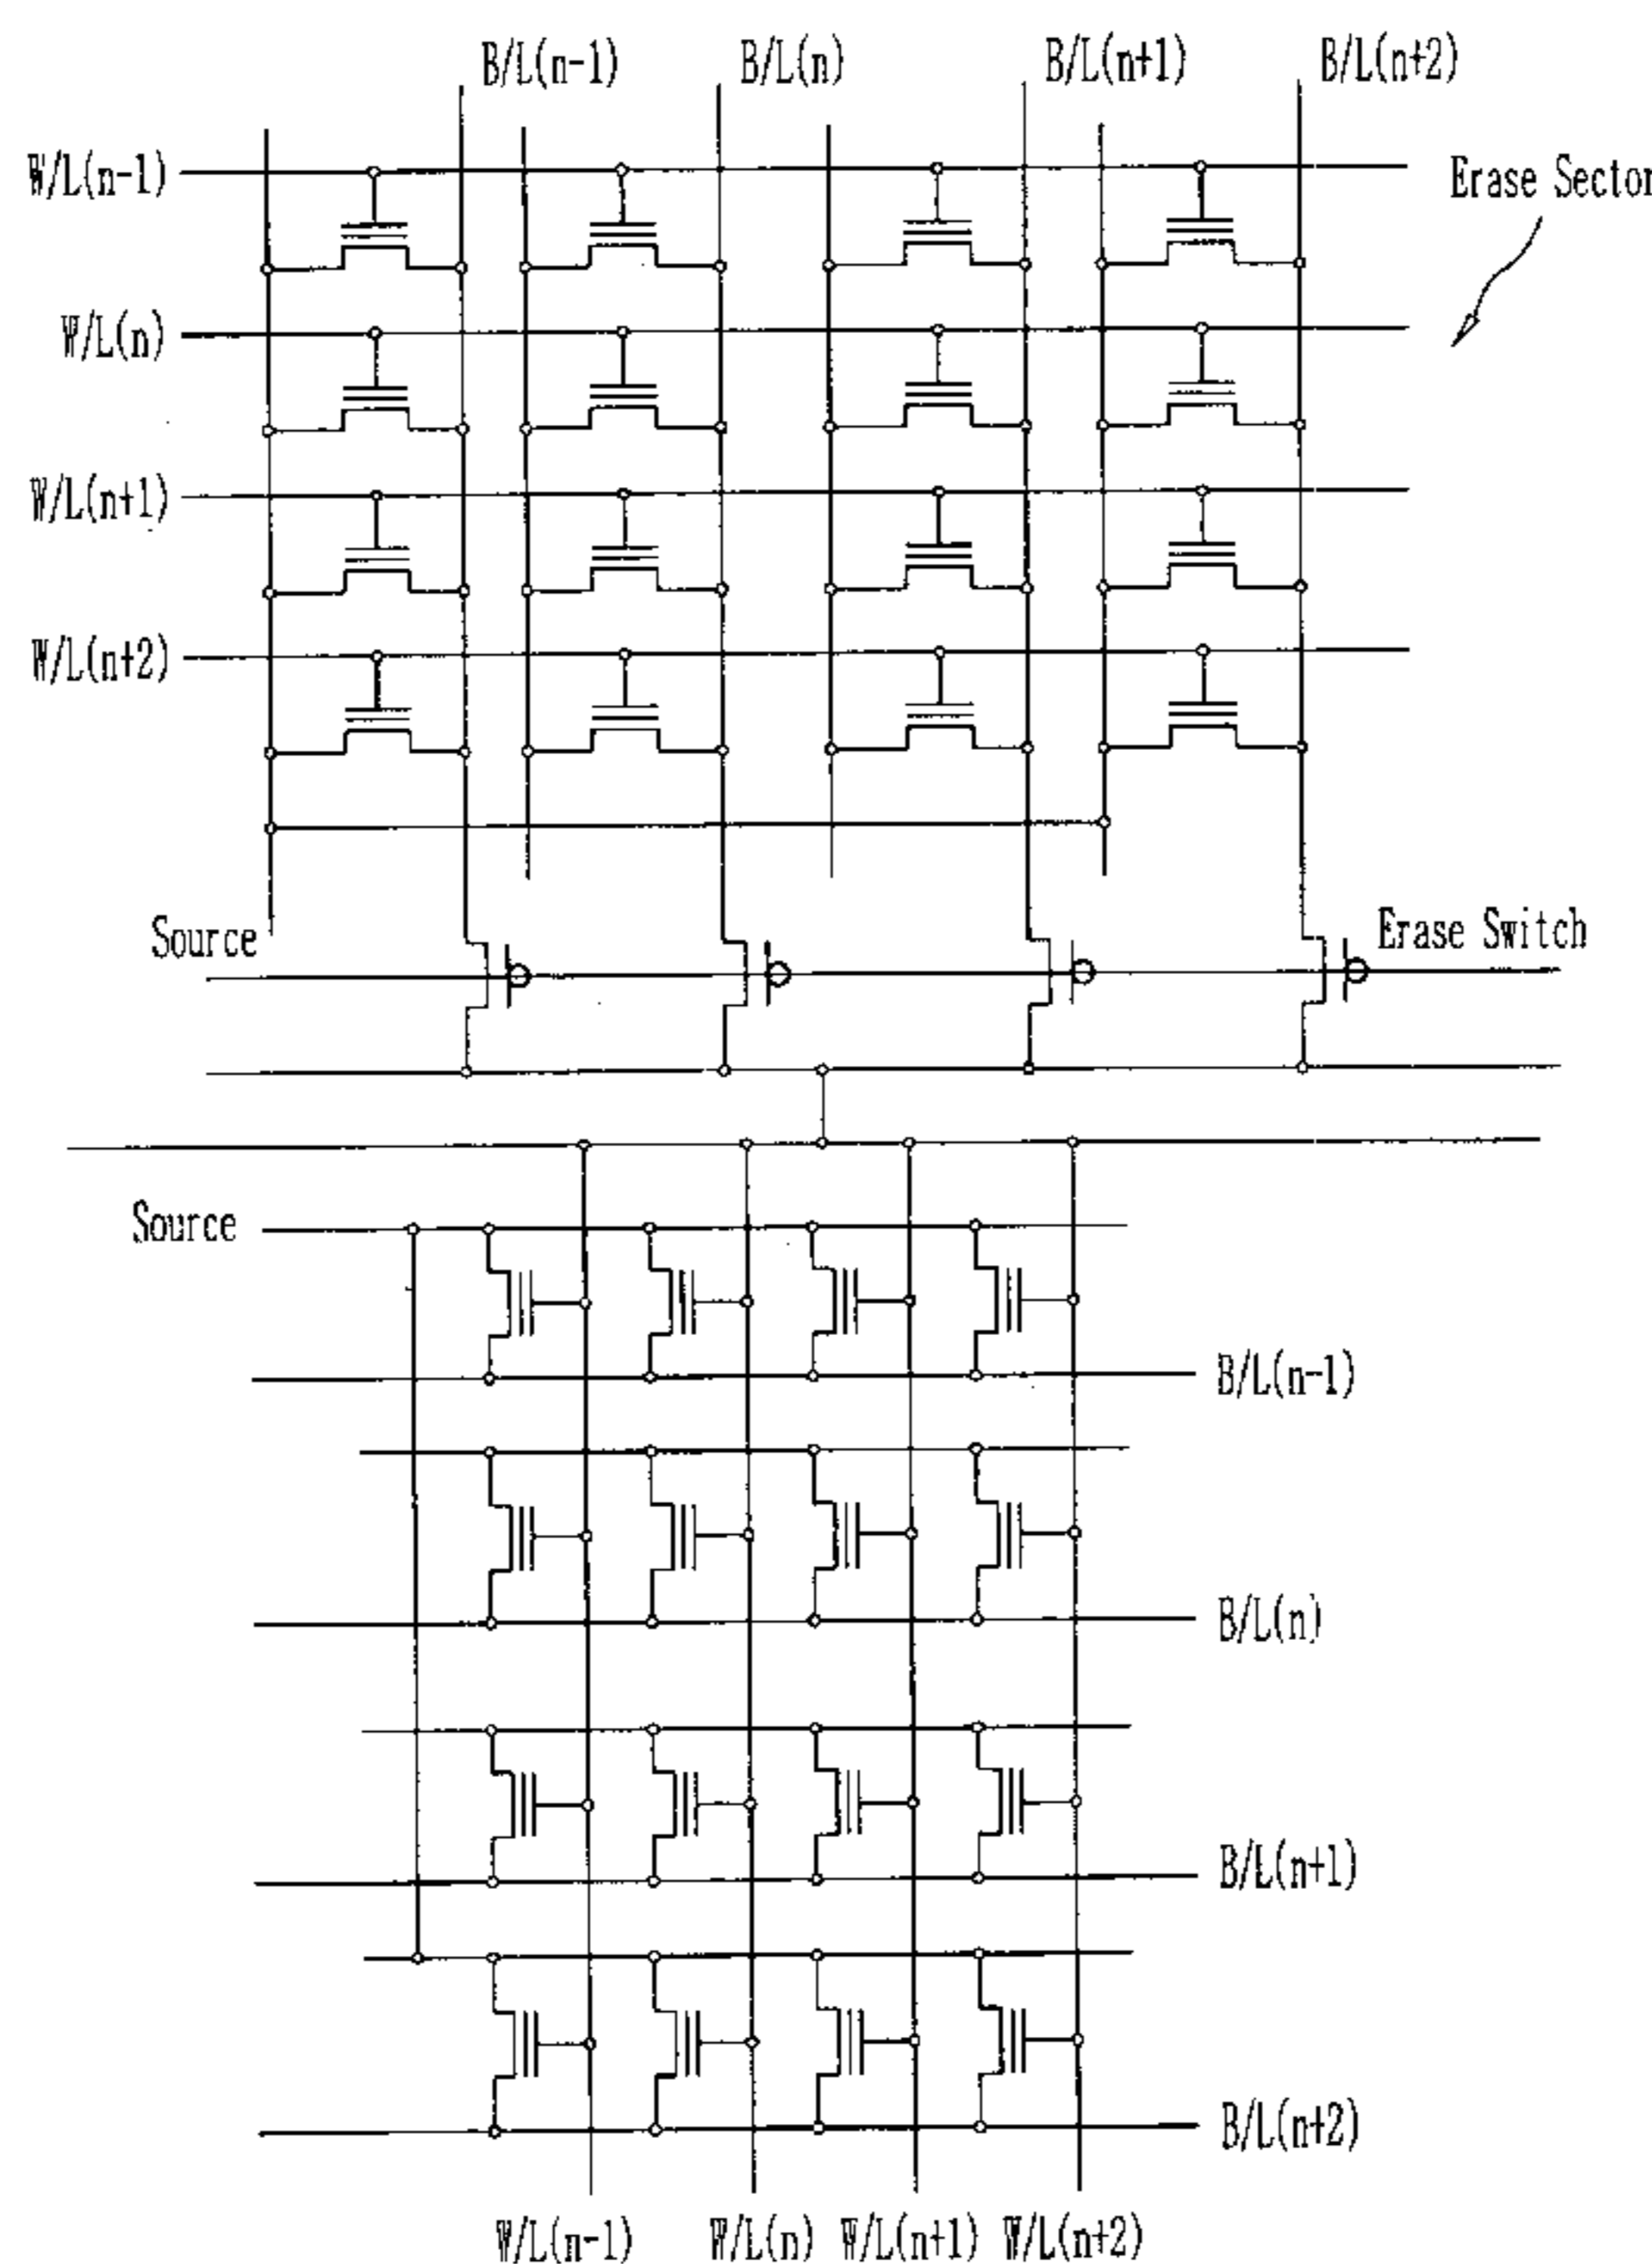 B/L(n-1)
B/L(n)
B/L(n+1)
B/L(n+2)
W/L(n-1)
Erase Sector
W/L(n)
W/L(n+1)
W/L(n+2)
Source
Erase Switch
Source
B/L(n-1)
B/L(n)
B/L(n+1)
B/L(n+2)
W/L(n-1)
W/L(n)
W/L(n+1)
W/L(n+2)